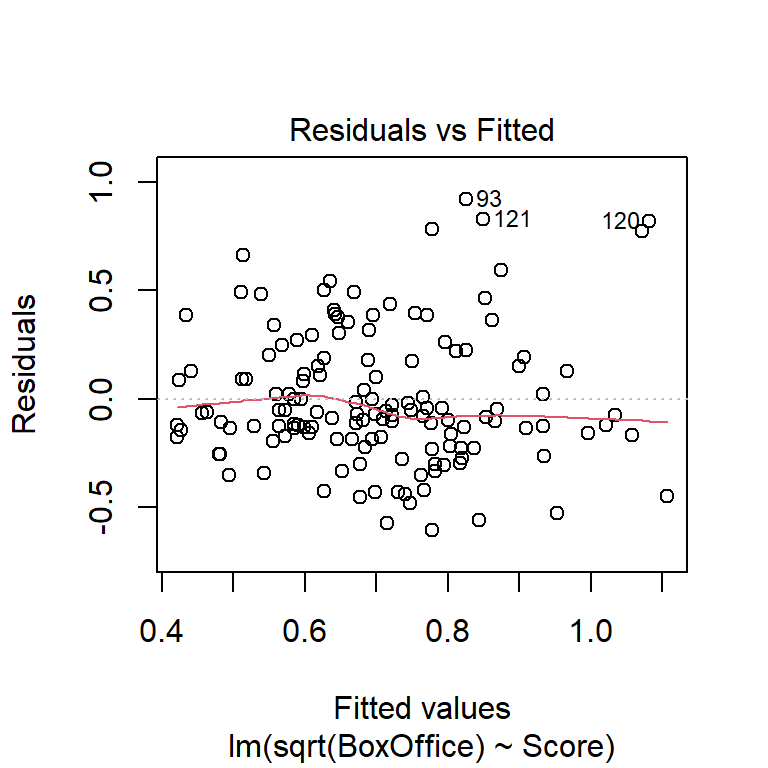 Residuals vs Fitted
Residuals
1.0
0.5
0.0
-0.5
93
121
120
0.4 0.6 0.8 1.0
Fitted values
lm(sqrt(BoxOffice) ~ Score)